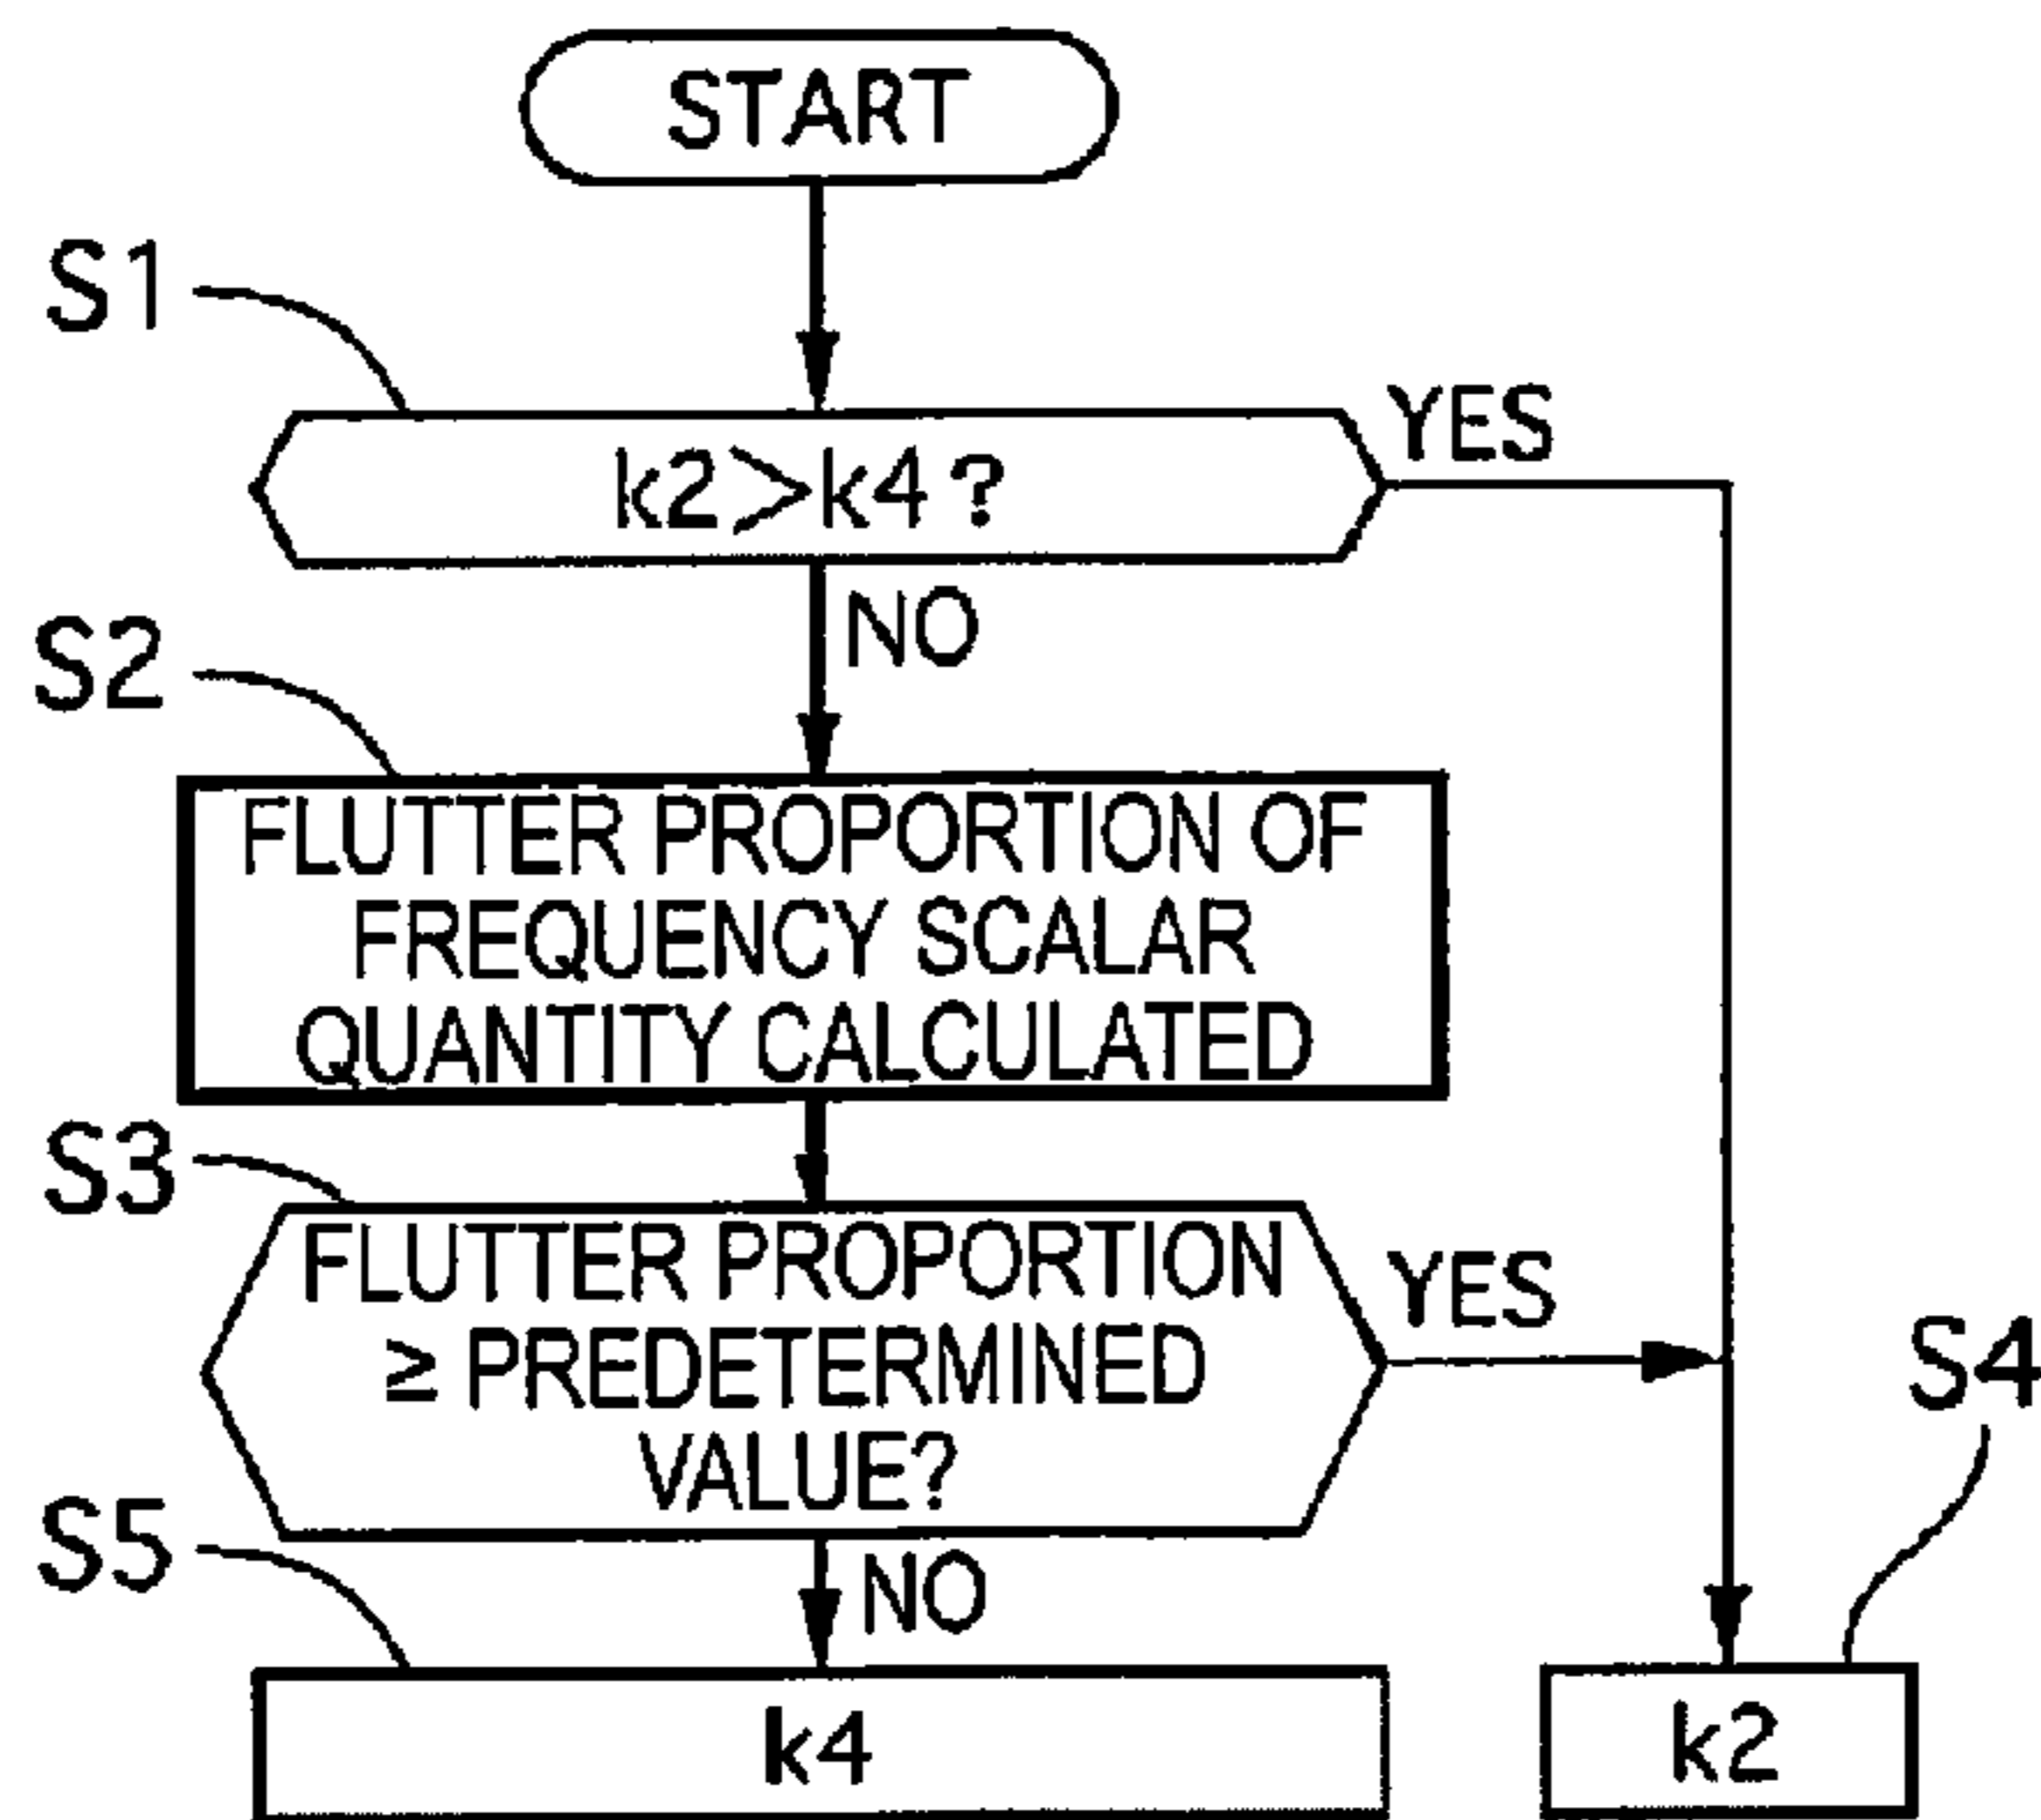 START
S1
k2>k4?
YES
NO
S2
FLUTTER PROPORTION OF
FREQUENCY SCALAR
QUANTITY CALCULATED
S3
FLUTTER PROPORTION
≥ PREDETERMINED
VALUE?
YES
S4
NO
S5
k4
k2